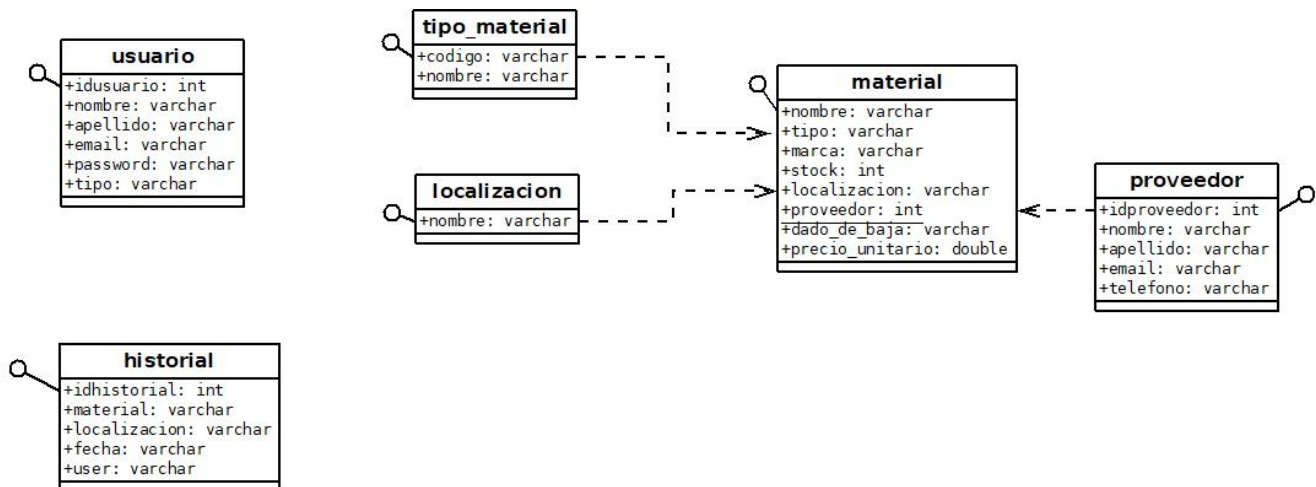 usuario
+idusuario: int
+nombre: varchar
+apellido: varchar
+email: varchar
+password: varchar
+tipo: varchar
tipo_material
+codigo: varchar
+nombre: varchar
localizacion
+nombre: varchar
material
+nombre: varchar
+tipo: varchar
+marca: varchar
+stock: int
+localizacion: varchar
+proveedor: int
+dado_de_baja: varchar
+precio_unitario: double
proveedor
+idproveedor: int
+nombre: varchar
+apellido: varchar
+email: varchar
+telefono: varchar
historial
+idhistorial: int
+material: varchar
+localizacion: varchar
+fecha: varchar
+user: varchar